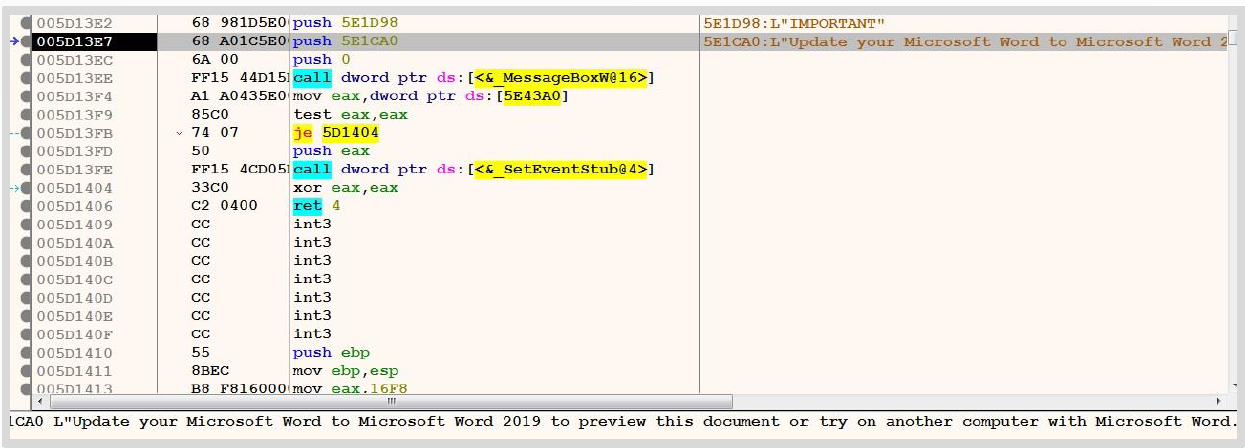 005D13E2 68 981D5E0 push 5E1D98 5E1D98:L"IMPORTANT"
005D13E7 68 A01C5E0 push 5E1CA0 5E1CA0:L"Update your Microsoft Word to Microsoft Word 2
005D13EC 6A 00 push 0
005D13EE FF15 44D15 call dword ptr ds:[<&_MessageBoxW@16>]
005D13F4 A1 A0435E0 mov eax,dword ptr ds:[5E43A0]
005D13F9 85C0 test eax,eax
005D13FB 74 07 je 5D1404
005D13FD 50 push eax
005D13FE FF15 4CD05 call dword ptr ds:[<&_SetEventStub@4>]
005D1404 33C0 xor eax,eax
005D1406 C2 0400 ret 4
005D1409 CC int3
005D140A CC int3
005D140B CC int3
005D140C CC int3
005D140D CC int3
005D140E CC int3
005D140F CC int3
005D1410 55 push ebp
005D1411 8BEC mov ebp,esp
005D1413 B8 F816000 mov eax,16F8
1CA0 L"Update your Microsoft Word to Microsoft Word 2019 to preview this document or try on another computer with Microsoft Word.